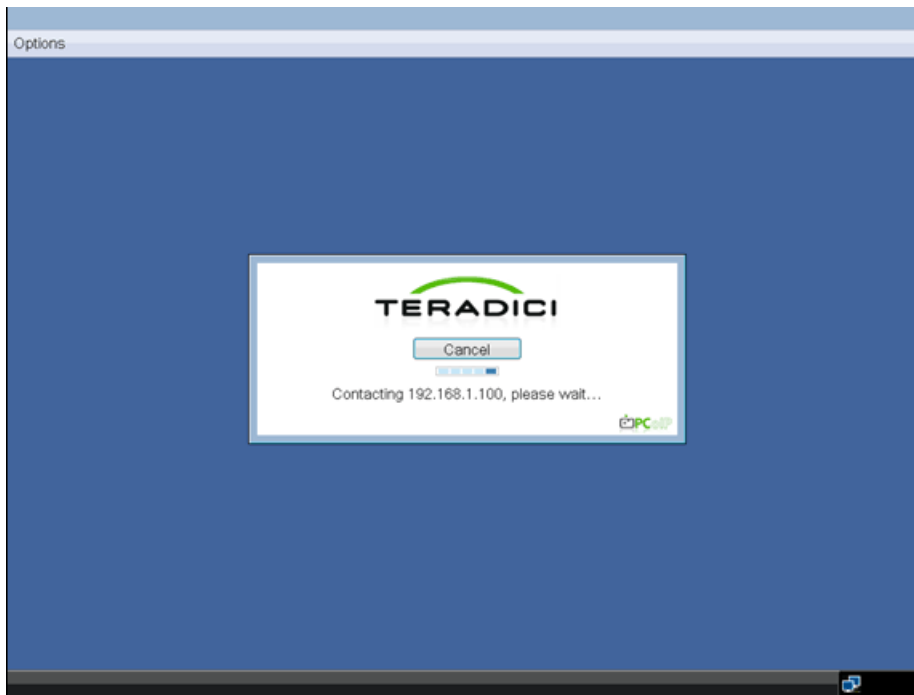 Options
TERADICI
Cancel
Contacting 192.168.1.100, please wait...
PCoIP